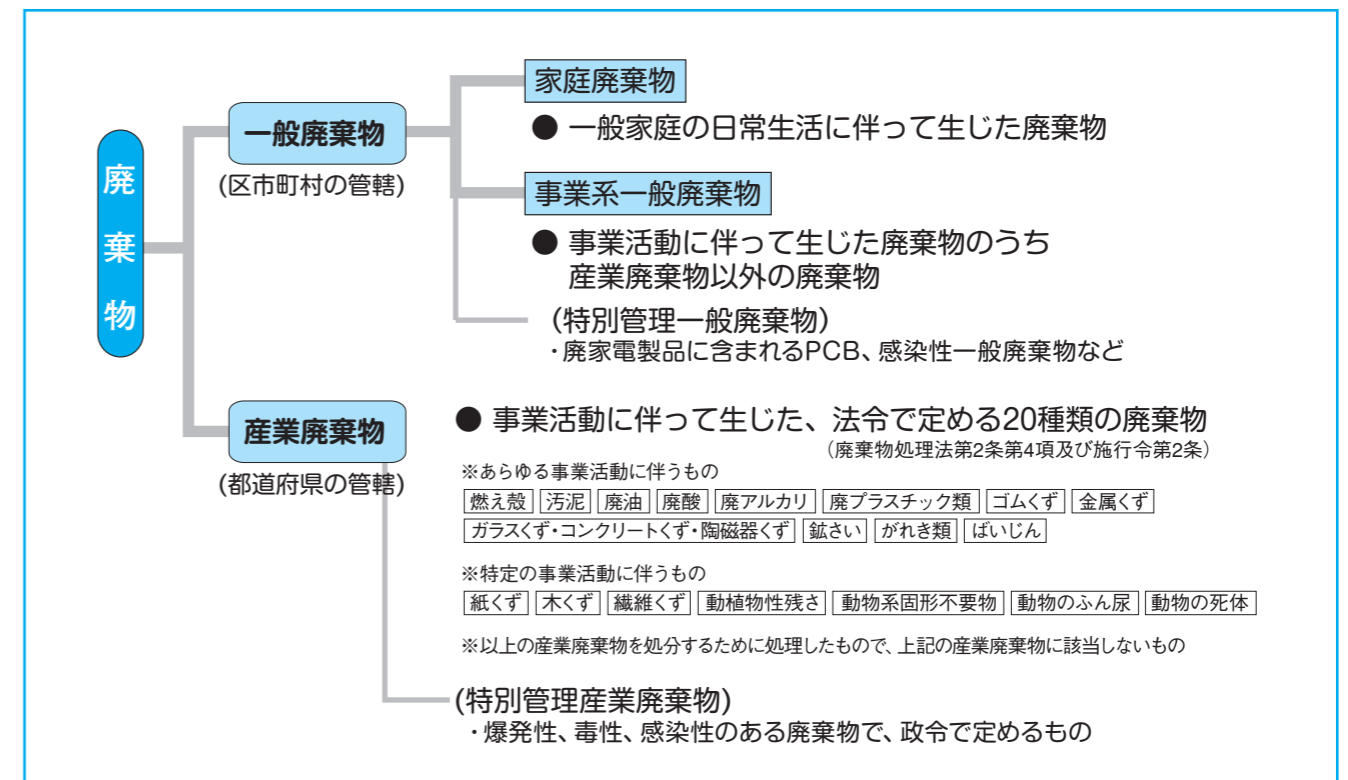 廃棄物
一般廃棄物
(区市町村の管轄)
家庭廃棄物
● 一般家庭の日常生活に伴って生じた廃棄物
事業系一般廃棄物
● 事業活動に伴って生じた廃棄物のうち
産業廃棄物以外の廃棄物
(特別管理一般廃棄物)
・廃家電製品に含まれるPCB、感染性一般廃棄物など
産業廃棄物
(都道府県の管轄)
● 事業活動に伴って生じた、法令で定める20種類の廃棄物
(廃棄物処理法第2条第4項及び施行令第2条)
※あらゆる事業活動に伴うもの
燃え殻 汚泥 廃油 廃酸 廃アルカリ 廃プラスチック類 ゴムくず 金属くず
ガラスくず・コンクリートくず・陶磁器くず 鉱さい がれき類 ばいじん
※特定の事業活動に伴うもの
紙くず 木くず 繊維くず 動植物性残さ 動物系固形不要物 動物のふん尿 動物の死体
※以上の産業廃棄物を処分するために処理したもので、上記の産業廃棄物に該当しないもの
(特別管理産業廃棄物)
・爆発性、毒性、感染性のある廃棄物で、政令で定めるもの